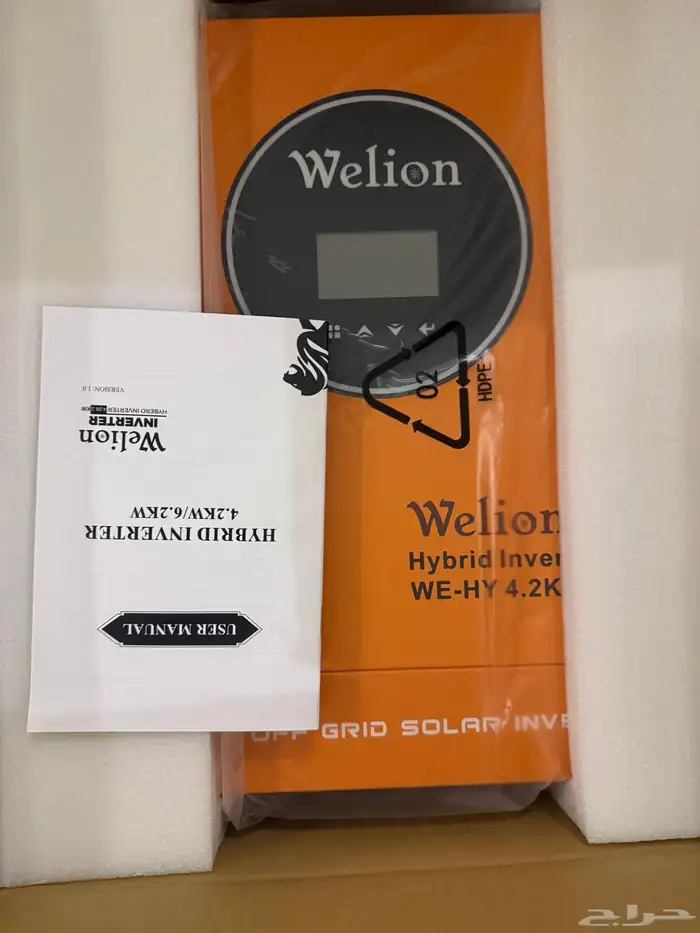 Welion
02
HDPE
Welion
Hybrid Inver
WE-HY 4.2K
OFF GRID SOLAR INVE
USER MANUAL
HYBRID INVERTER
4.2KW/6.2KW
Welion
INVERTER
VERSION: 1.0
حراج